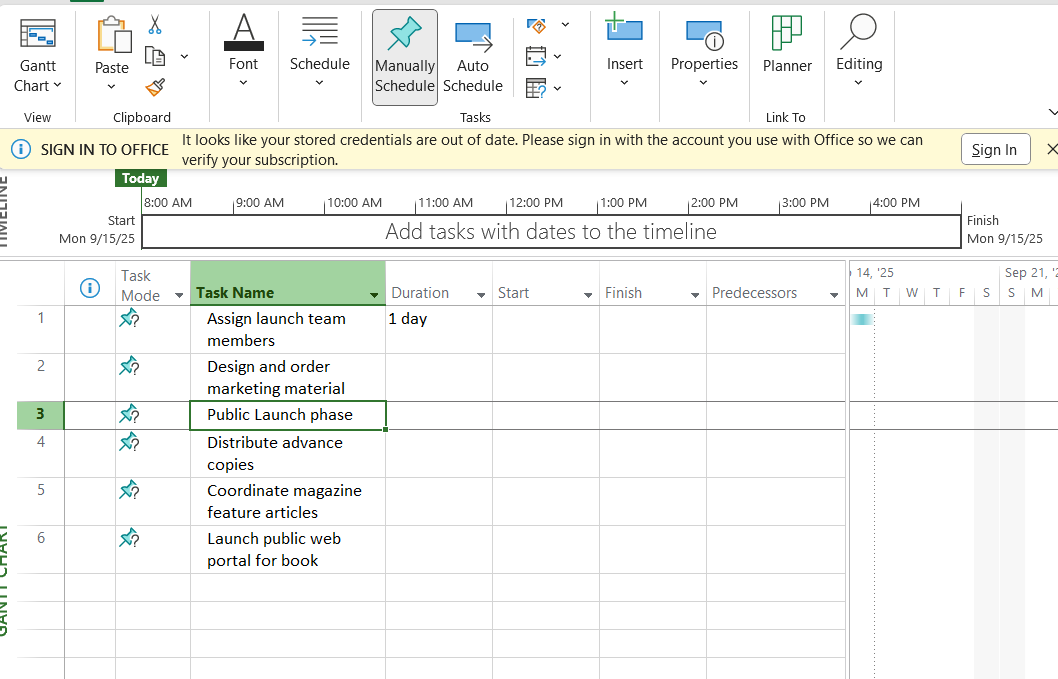 Gantt
Chart
View
Paste
Clipboard
Font
Schedule
Manually
Schedule
Auto
Schedule
Tasks
Insert
Properties
Planner
Link To
Editing
SIGN IN TO OFFICE
It looks like your stored credentials are out of date. Please sign in with the account you use with Office so we can
verify your subscription.
Sign In
TIMELINE
Today
8:00 AM 9:00 AM 10:00 AM 11:00 AM 12:00 PM 1:00 PM 2:00 PM 3:00 PM 4:00 PM
Start
Mon 9/15/25
Add tasks with dates to the timeline
Finish
Mon 9/15/25
GANTT CHART
Task
Mode
Task Name
Duration
Start
Finish
Predecessors
14, '25
Sep 21, '2
M T W T F S S M
1 Assign launch team 1 day
members
2 Design and order
marketing material
3 Public Launch phase
4 Distribute advance
copies
5 Coordinate magazine
feature articles
6 Launch public web
portal for book